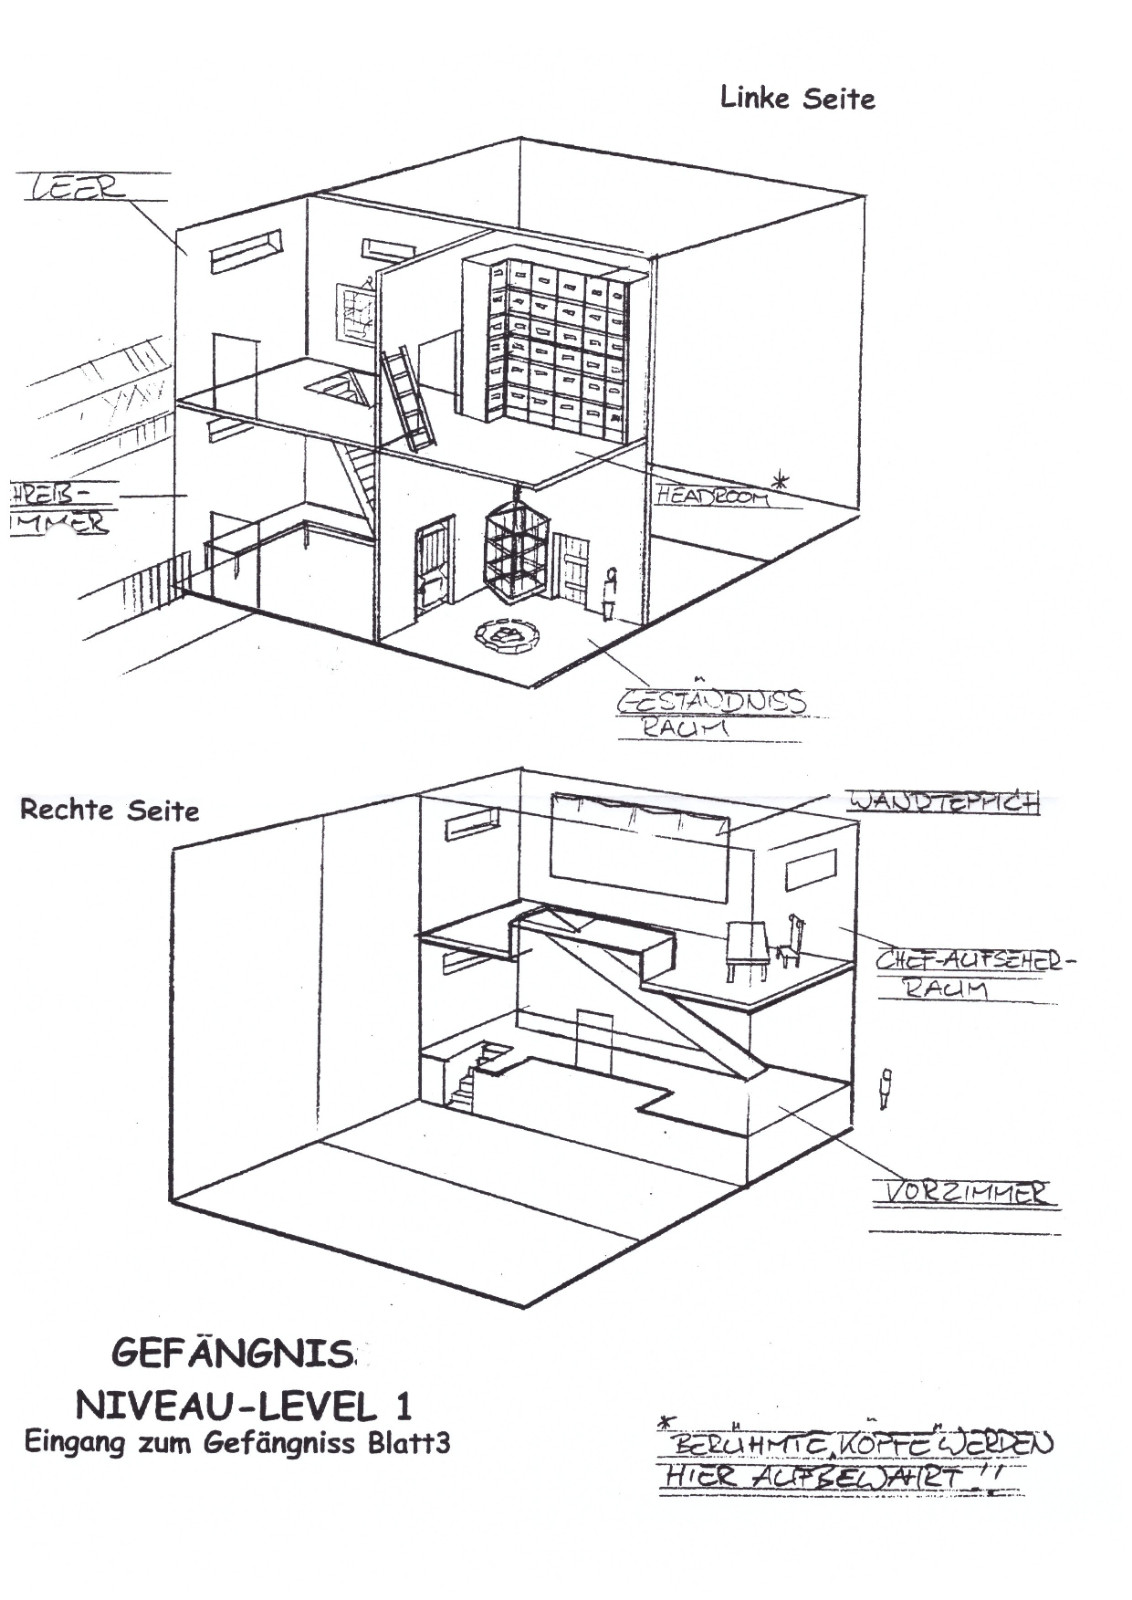 Linke Seite
LEER
HREIB-
IMMER
HEADROOM *
GESTÄNDNISS
RAUM
Rechte Seite
WANDTEPPICH
CHEF-AUFSEHER-
RAUM
VORZIMMER
GEFÄNGNIS
NIVEAU-LEVEL 1
Eingang zum Gefängniss Blatt3
* BERÜHMTE „KÖPFE" WERDEN
HIER AUFBEWAHRT!!